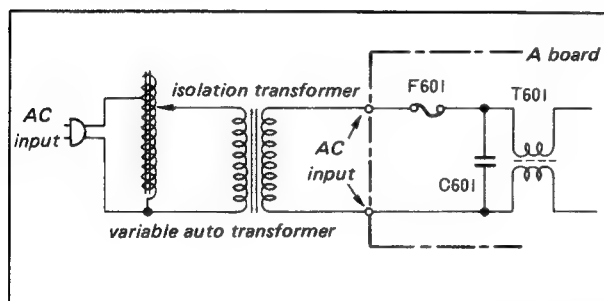 A board
isolation transformer
F601
T601
AC
input
AC
input
C601
variable auto transformer